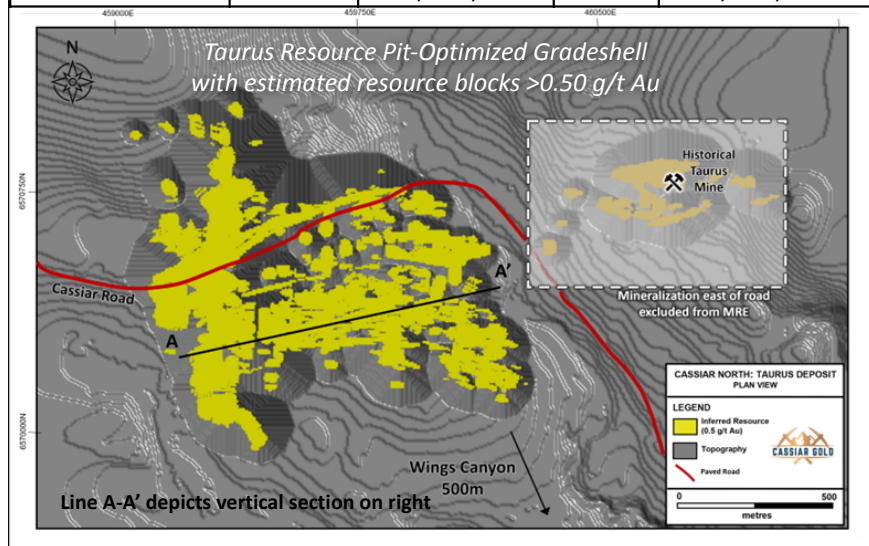 459000E
459750E
460500E
N
Taurus Resource Pit-Optimized Gradeshell
with estimated resource blocks >0.50 g/t Au
Historical
Taurus
Mine
6570750N
A'
Cassiar Road
Mineralization east of road
excluded from MRE
A
CASSIAR NORTH: TAURUS DEPOSIT
PLAN VIEW
LEGEND
Inferred Resource
(0.5 g/t Au)
Topography
CASSIAR GOLD
Paved Road
6570000N
Wings Canyon
500m
0
500
metres
Line A-A' depicts vertical section on right